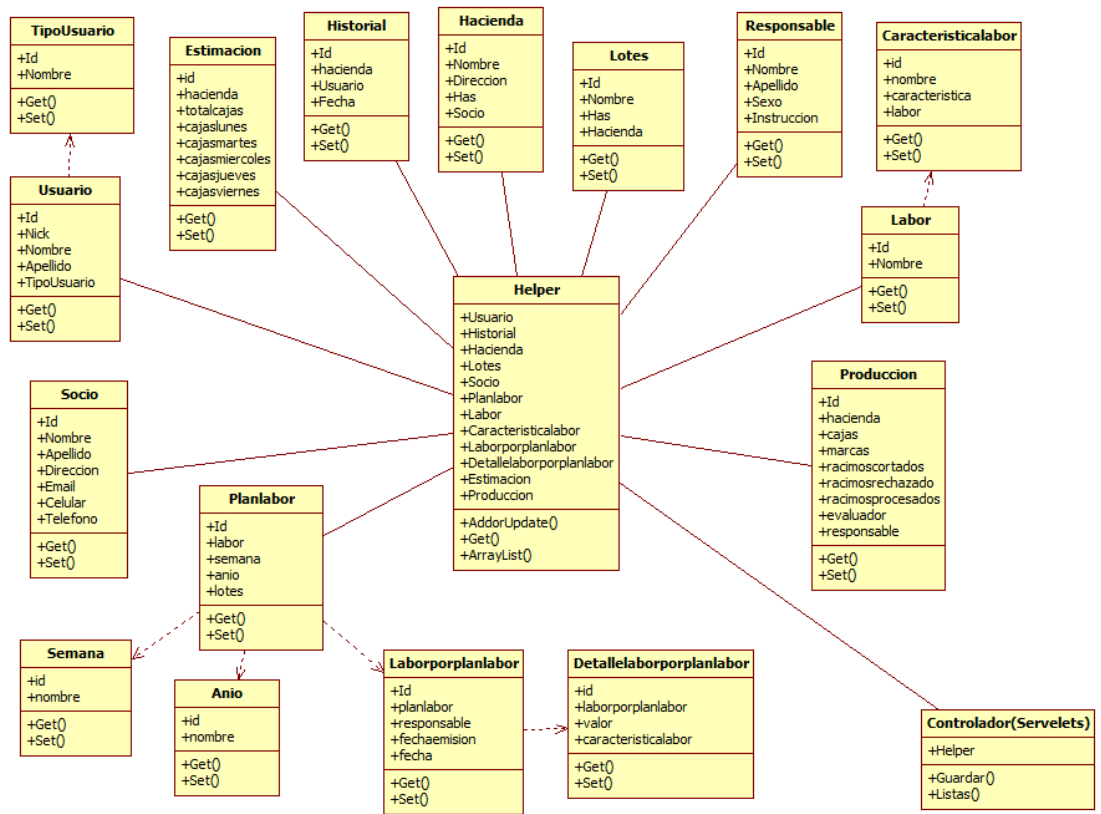 TipoUsuario
+Id
+Nombre
+Get()
+Set()
Estimacion
+id
+hacienda
+totalcajas
+cajaslunes
+cajasmartes
+cajasmiercoles
+cajasjueves
+cajasviernes
+Get()
+Set()
Historial
+Id
+hacienda
+Usuario
+Fecha
+Get()
+Set()
Hacienda
+Id
+Nombre
+Direccion
+Has
+Socio
+Get()
+Set()
Lotes
+Id
+Nombre
+Has
+Hacienda
+Get()
+Set()
Responsable
+Id
+Nombre
+Apellido
+Sexo
+Instruccion
+Get()
+Set()
Caracteristicalabor
+id
+nombre
+caracteristica
+labor
+Get()
+Set()
Usuario
+Id
+Nick
+Nombre
+Apellido
+TipoUsuario
+Get()
+Set()
Labor
+Id
+Nombre
+Get()
+Set()
Helper
+Usuario
+Historial
+Hacienda
+Lotes
+Socio
+Planlabor
+Labor
+Caracteristicalabor
+Laborporplanlabor
+Detallelaborporplanlabor
+Estimacion
+Produccion
+AddorUpdate()
+Get()
+ArrayList()
Produccion
+Id
+hacienda
+cajas
+marcas
+racimoscortados
+racimosrechazado
+racimosprocesados
+evaluador
+responsable
+Get()
+Set()
Socio
+Id
+Nombre
+Apellido
+Direccion
+Email
+Celular
+Telefono
+Get()
+Set()
Planlabor
+Id
+labor
+semana
+anio
+lotes
+Get()
+Set()
Semana
+id
+nombre
+Get()
+Set()
Anio
+id
+nombre
+Get()
+Set()
Laborporplanlabor
+Id
+planlabor
+responsable
+fechaemision
+fecha
+Get()
+Set()
Detallelaborporplanlabor
+id
+laborporplanlabor
+valor
+caracteristicalabor
+Get()
+Set()
Controlador(Servelets)
+Helper
+Guardar()
+Listas()